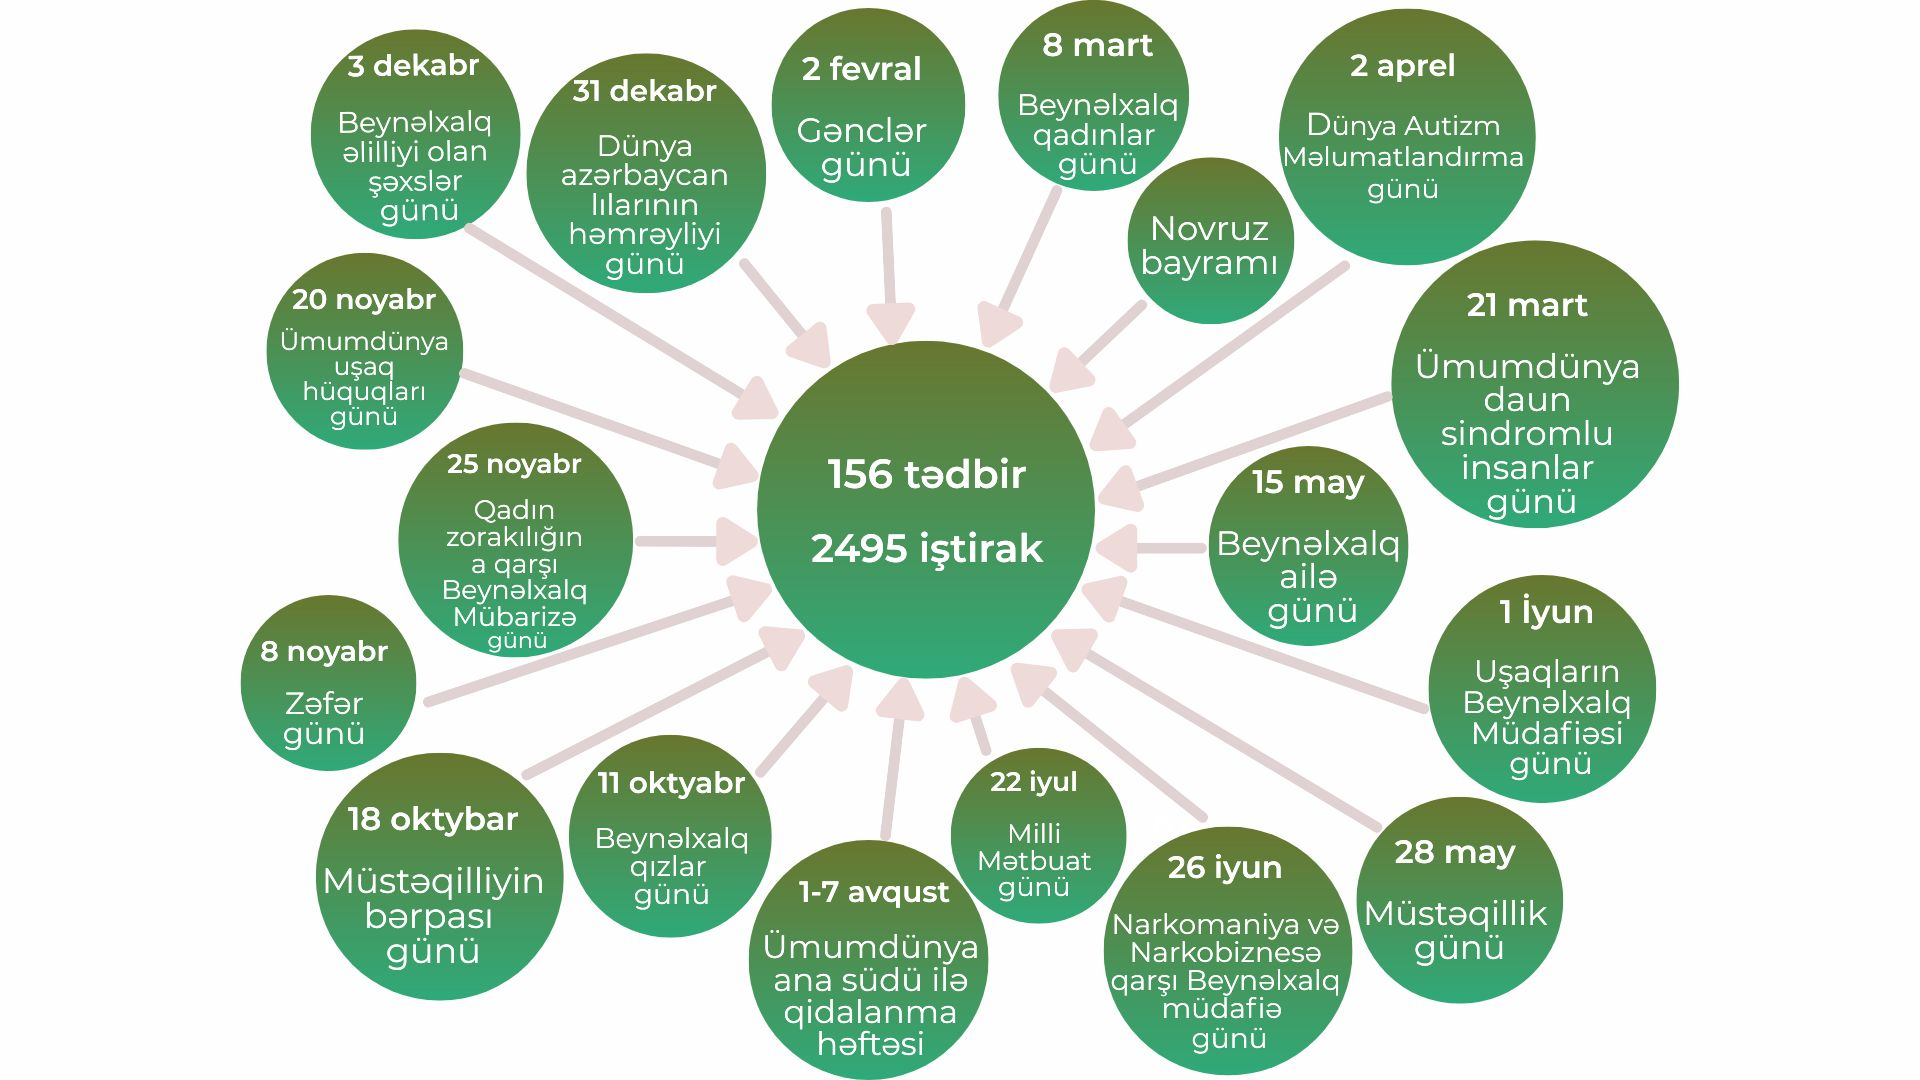 3 dekabr
Beynəlxalq
əlilliyi olan
şəxslər
günü
31 dekabr
Dünya
azərbaycan
lılarının
həmrəyliyi
günü
2 fevral
Gənclər
günü
8 mart
Beynəlxalq
qadınlar
günü
Novruz
bayramı
2 aprel
Dünya Autizm
Məlumatlandırma
günü
21 mart
Ümumdünya
daun
sindromlu
insanlar
günü
15 may
Beynəlxalq
ailə
günü
1 İyun
Uşaqların
Beynəlxalq
Müdafiəsi
günü
28 may
Müstəqillik
günü
26 iyun
Narkomaniya və
Narkobiznesə
qarşı Beynəlxalq
müdafiə
günü
22 iyul
Milli
Mətbuat
günü
1-7 avqust
Ümumdünya
ana südü ilə
qidalanma
həftəsi
11 oktyabr
Beynəlxalq
qızlar
günü
18 oktybar
Müstəqilliyin
bərpası
günü
8 noyabr
Zəfər
günü
25 noyabr
Qadın
zorakılığın
a qarşı
Beynəlxalq
Mübarizə
günü
20 noyabr
Ümumdünya
uşaq
hüquqları
günü
156 tədbir
2495 iştirak